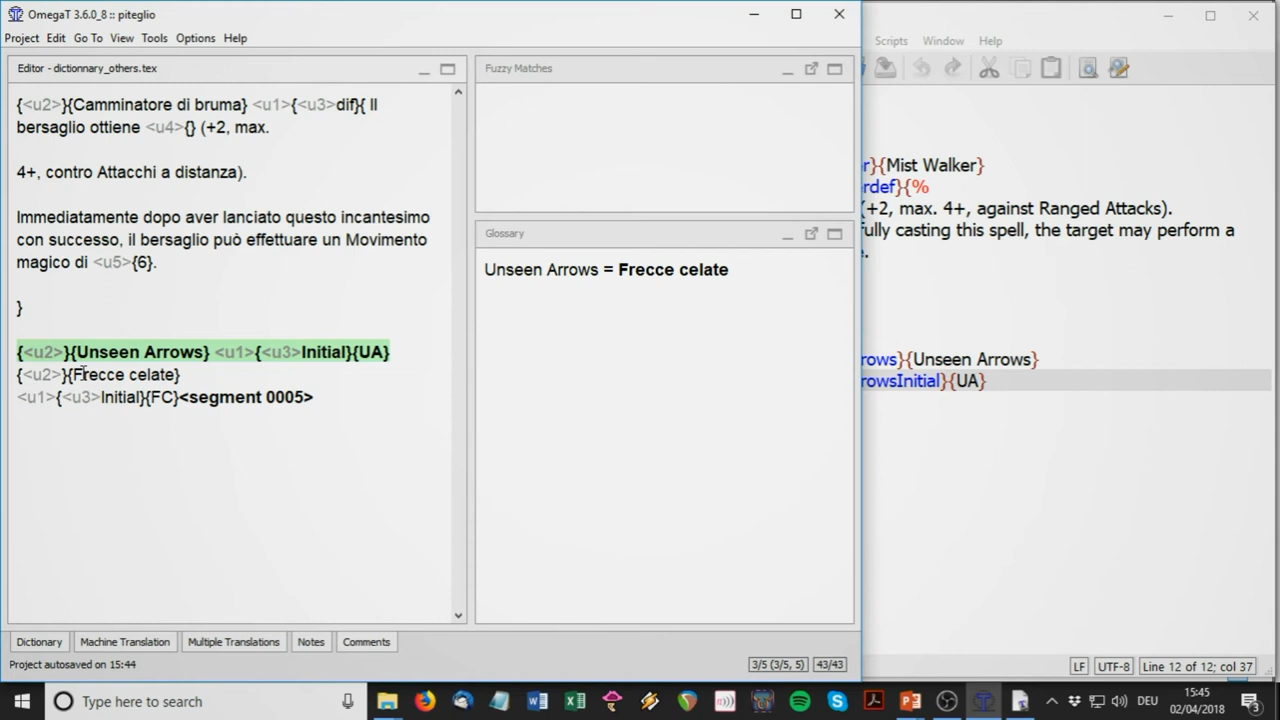 OmegaT 3.6.0_8 :: piteglio
Project Edit Go To View Tools Options Help
Editor - dictionnary_others.tex
{<u2>}{Camminatore di bruma} <u1>{<u3>dif}{ Il
bersaglio ottiene <u4>{} (+2, max.
4+, contro Attacchi a distanza).
Immediatamente dopo aver lanciato questo incantesimo
con successo, il bersaglio può effettuare un Movimento
magico di <u5>{6}.
}
{<u2>}{Unseen Arrows} <u1>{<u3>Initial}{UA}
{<u2>}{Frecce celate}
<u1>{<u3>Initial}{FC}<segment 0005>
Fuzzy Matches
Glossary
Unseen Arrows = Frecce celate
Dictionary Machine Translation Multiple Translations Notes Comments
Project autosaved on 15:44
3/5 (3/5, 5) 43/43
Scripts Window Help
r}{Mist Walker}
rdef}{%
(+2, max. 4+, against Ranged Attacks).
fully casting this spell, the target may perform a
e.
rows}{Unseen Arrows}
rowsInitial}{UA}
LF UTF-8 Line 12 of 12; col 37
Type here to search
DEU
15:45
02/04/2018
3